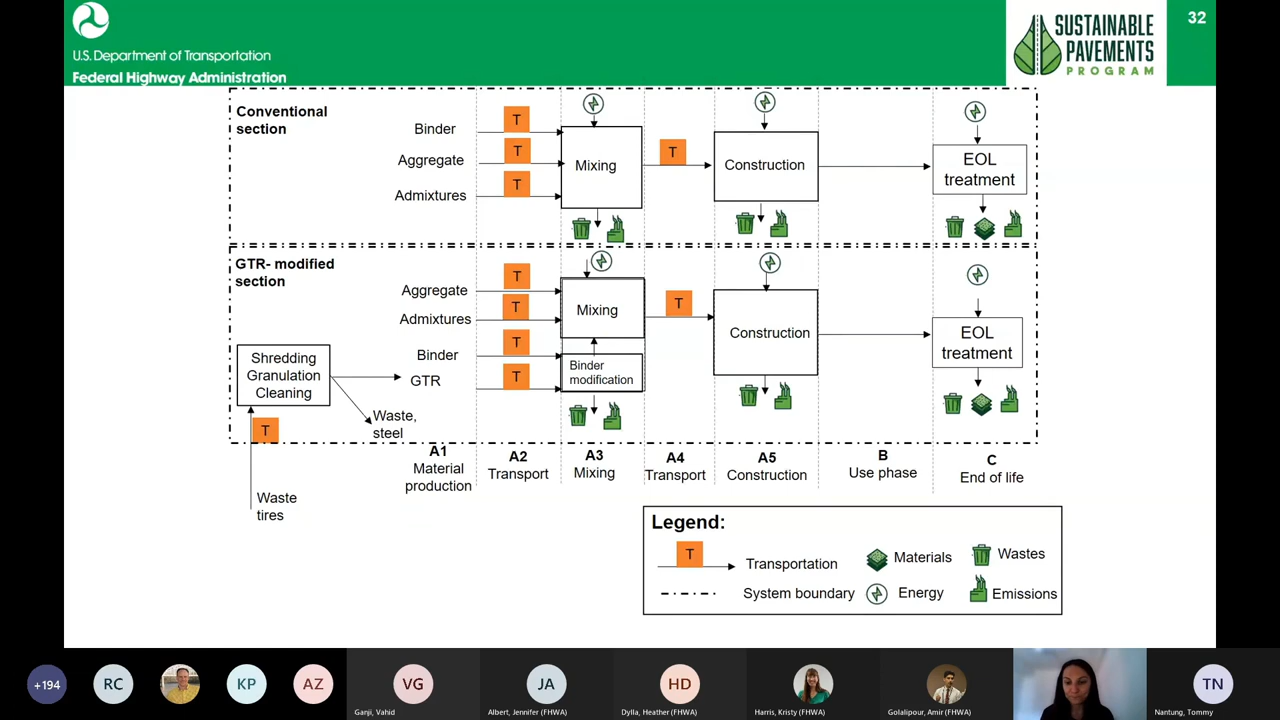 U.S. Department of Transportation
Federal Highway Administration
SUSTAINABLE
PAVEMENTS
PROGRAM
32
Conventional
section
Binder
T
Aggregate
T
Admixtures
T
Mixing
T
Construction
EOL
treatment
GTR- modified
section
Aggregate
T
Admixtures
T
Binder
T
GTR
T
Mixing
Binder
modification
T
Construction
EOL
treatment
Shredding
Granulation
Cleaning
Waste,
steel
T
Waste
tires
A1
Material
production
A2
Transport
A3
Mixing
A4
Transport
A5
Construction
B
Use phase
C
End of life
Legend:
T
Transportation
Materials
Wastes
System boundary
Energy
Emissions
+194
RC
KP
AZ
VG
Ganji, Vahid
JA
Albert, Jennifer (FHWA)
HD
Dylla, Heather (FHWA)
Harris, Kristy (FHWA)
Golalipour, Amir (FHWA)
TN
Nantung, Tommy